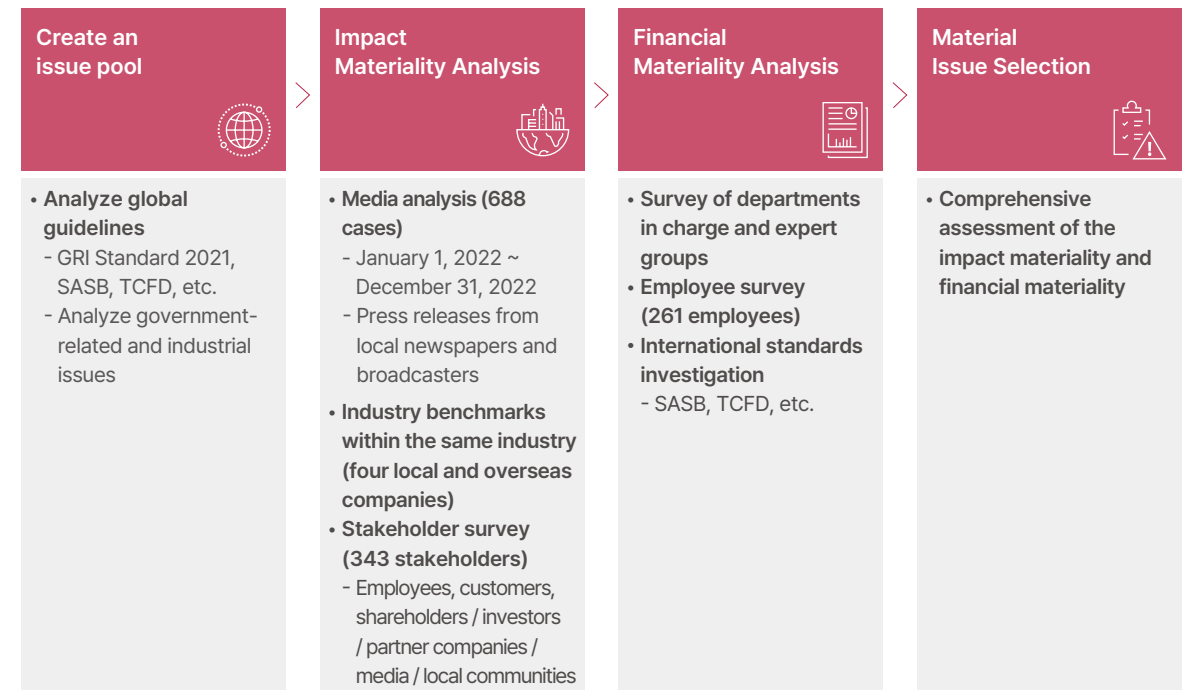 Create an
issue pool
• Analyze global
guidelines
- GRI Standard 2021,
SASB, TCFD, etc.
- Analyze government-
related and industrial
issues
Impact
Materiality Analysis
• Media analysis (688
cases)
- January 1, 2022 ~
December 31, 2022
- Press releases from
local newspapers and
broadcasters
• Industry benchmarks
within the same industry
(four local and overseas
companies)
• Stakeholder survey
(343 stakeholders)
- Employees, customers,
shareholders / investors
/ partner companies /
media / local communities
Financial
Materiality Analysis
• Survey of departments
in charge and expert
groups
• Employee survey
(261 employees)
• International standards
investigation
- SASB, TCFD, etc.
Material
Issue Selection
• Comprehensive
assessment of the
impact materiality and
financial materiality